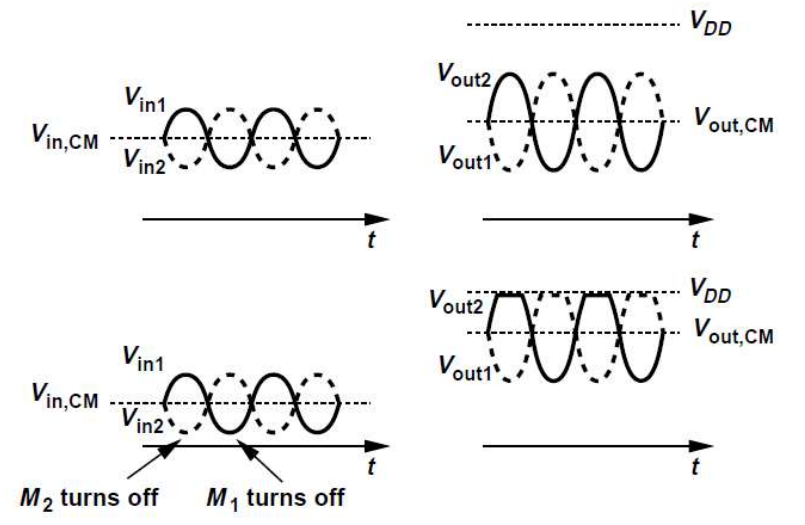 V_DD
V_in1
V_out2
V_in,CM
V_out,CM
V_in2
V_out1
t
t
V_DD
V_out2
V_out,CM
V_in1
V_out1
V_in,CM
V_in2
t
t
M_2 turns off
M_1 turns off